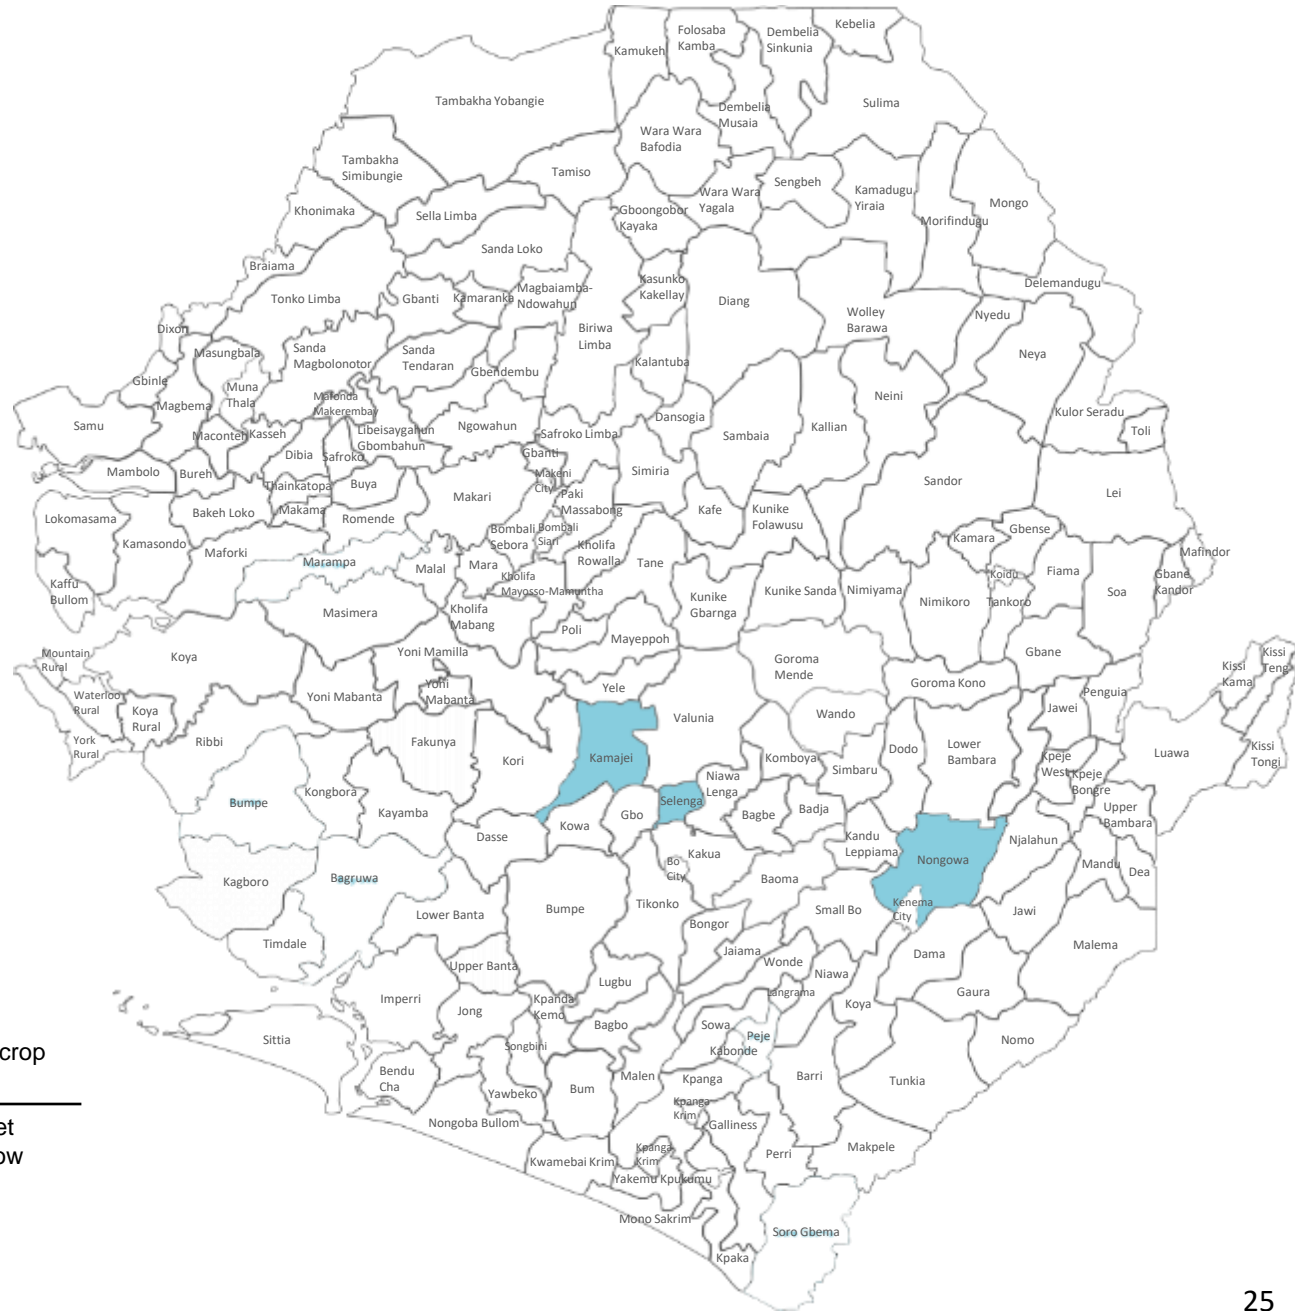 Kebelia
Folosaba
Kamba
Dembelia
Sinkunia
Kamukeh
Tambakha Yobangie
Sulima
Dembelia
Musaia
Wara Wara
Bafodia
Tambakha
Simibungie
Tamiso
Sengbeh
Wara Wara
Yagala
Kamadugu
Yiraia
Mongo
Khonimaka
Sella Limba
Gboongobor
Kayaka
Morifindugu
Sanda Loko
Braiama
Kasunko
Kakellay
Delemandugu
Tonko Limba
Gbanti
Kamaranka
Magbaiamba-
Ndowahun
Diang
Wolley
Barawa
Nyedu
Dixon
Biriwa
Limba
Neya
Masungbala
Sanda
Magbolonotor
Sanda
Tendaran
Gbendembu
Kalantuba
Gbinle
Muna
Thala
Mafonda
Makerembay
Neini
Magbema
Dansogia
Kulor Seradu
Samu
Maconteh
Kasseh
Libeisaygahun
Gbombahun
Ngowahun
Safroko Limba
Sambaia
Kallian
Toli
Dibia
Safroko
Gbanti
Mambolo
Bureh
Simiria
Makeni
City
Sandor
Thainkatopa
Buya
Makari
Paki
Massabong
Lei
Lokomasama
Bakeh Loko
Makama
Romende
Kafe
Kunike
Folawusu
Kamasondo
Maforki
Bombali
Sebora
Bombali
Siari
Gbense
Kamara
Marampa
Malal
Mara
Kholifa
Rowalla
Tane
Mafindor
Kaffu
Bullom
Kholifa
Mayosso-Mamuntha
Koidu
Fiama
Gbane
Kandor
Kunike
Gbarnga
Kunike Sanda
Nimiyama
Nimikoro
Tankoro
Soa
Masimera
Kholifa
Mabang
Poli
Mayeppoh
Mountain
Rural
Koya
Yoni Mamilla
Goroma
Mende
Gbane
Kissi
Teng
Kissi
Kama
Waterloo
Rural
Yoni Mabanta
Yoni
Mabanta
Yele
Goroma Kono
Penguia
Koya
Rural
Valunia
Wando
Jawei
York
Rural
Ribbi
Fakunya
Kori
Kamajei
Komboya
Simbaru
Dodo
Lower
Bambara
Kpeje
West
Luawa
Kissi
Tongi
Bumpe
Kongbora
Niawa
Lenga
Kpeje
Bongre
Kayamba
Selenga
Gbo
Bagbe
Badja
Upper
Bambara
Dasse
Kowa
Kandu
Leppiama
Njalahun
Kakua
Nongowa
Mandu
Dea
Kagboro
Bagruwa
Bo
City
Baoma
Kenema
City
Lower Banta
Bumpe
Tikonko
Small Bo
Jawi
Bongor
Timdale
Malema
Jaiama
Dama
Upper Banta
Wonde
Niawa
Lugbu
Langrama
Gaura
Imperri
Jong
Kpanda
Kemo
Koya
Sittia
Bagbo
Sowa
Peje
Nomo
Songbini
Kabonde
crop
Bendu
Cha
Malen
Kpanga
Barri
Tunkia
Bum
Yawbeko
Kpanga
Krim
et
Nongoba Bullom
Galliness
ow
Kpanga
Krim
Perri
Makpele
Kwamebai Krim
Yakemu Kpukumu
Mono Sakrim
Soro Gbema
Kpaka
25